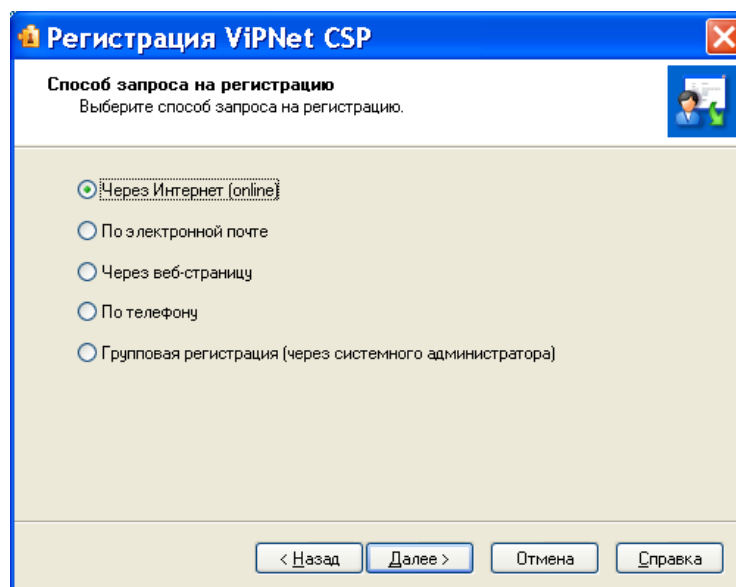 Регистрация ViPNet CSP
Способ запроса на регистрацию
Выберите способ запроса на регистрацию.
Через Интернет (online)
По электронной почте
Через веб-страницу
По телефону
Групповая регистрация (через системного администратора)
< Назад Далее > Отмена Справка